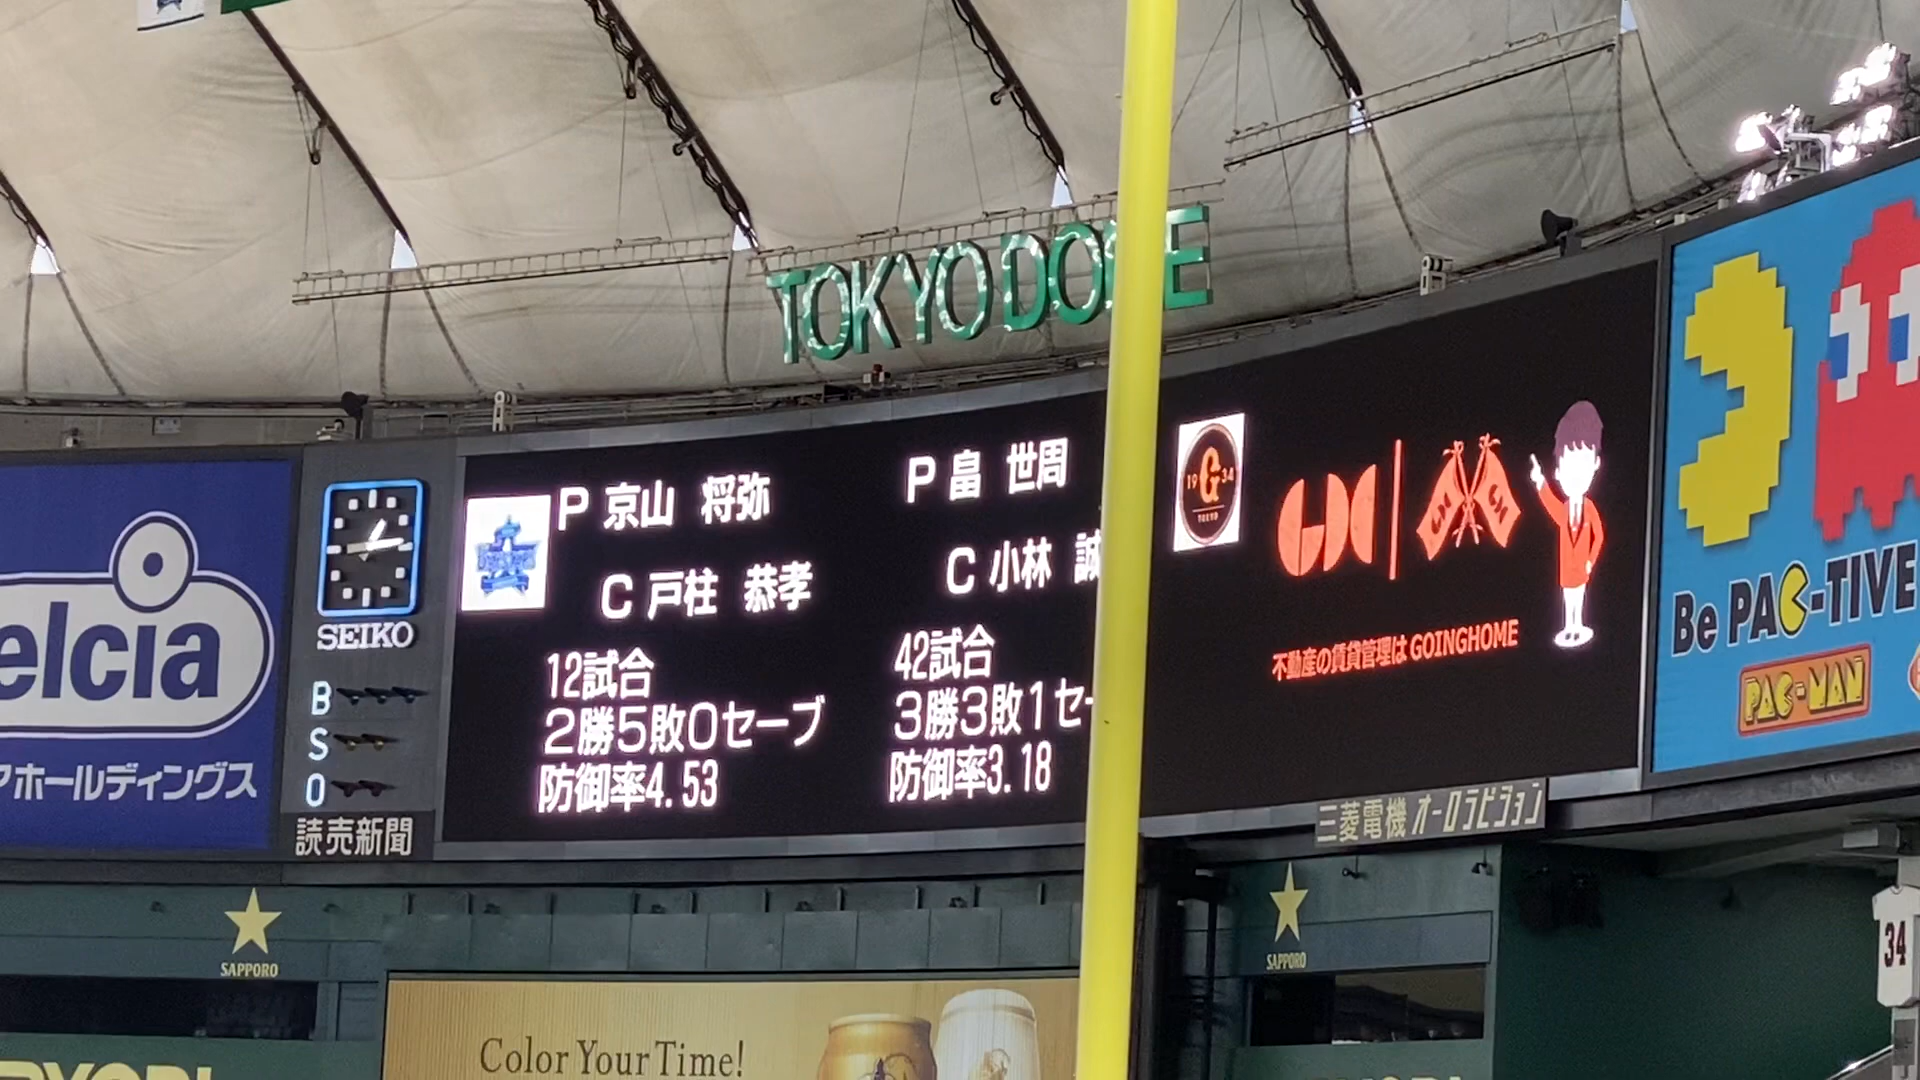 TOKYO DOME
elcia
アホールディングス
SEIKO
B
S
O
読売新聞
P 京山 将弥
C 戸柱 恭孝
12試合
2勝5敗0セーブ
防御率4.53
P 畠 世周
C 小林 誠
42試合
3勝3敗1セー
防御率3.18
19 G 34
TOKYO
不動産の賃貸管理は GOINGHOME
三菱電機 オーロラビジョン
Be PAC-TIVE
PAC-MAN
SAPPORO
SAPPORO
34
Color Your Time!